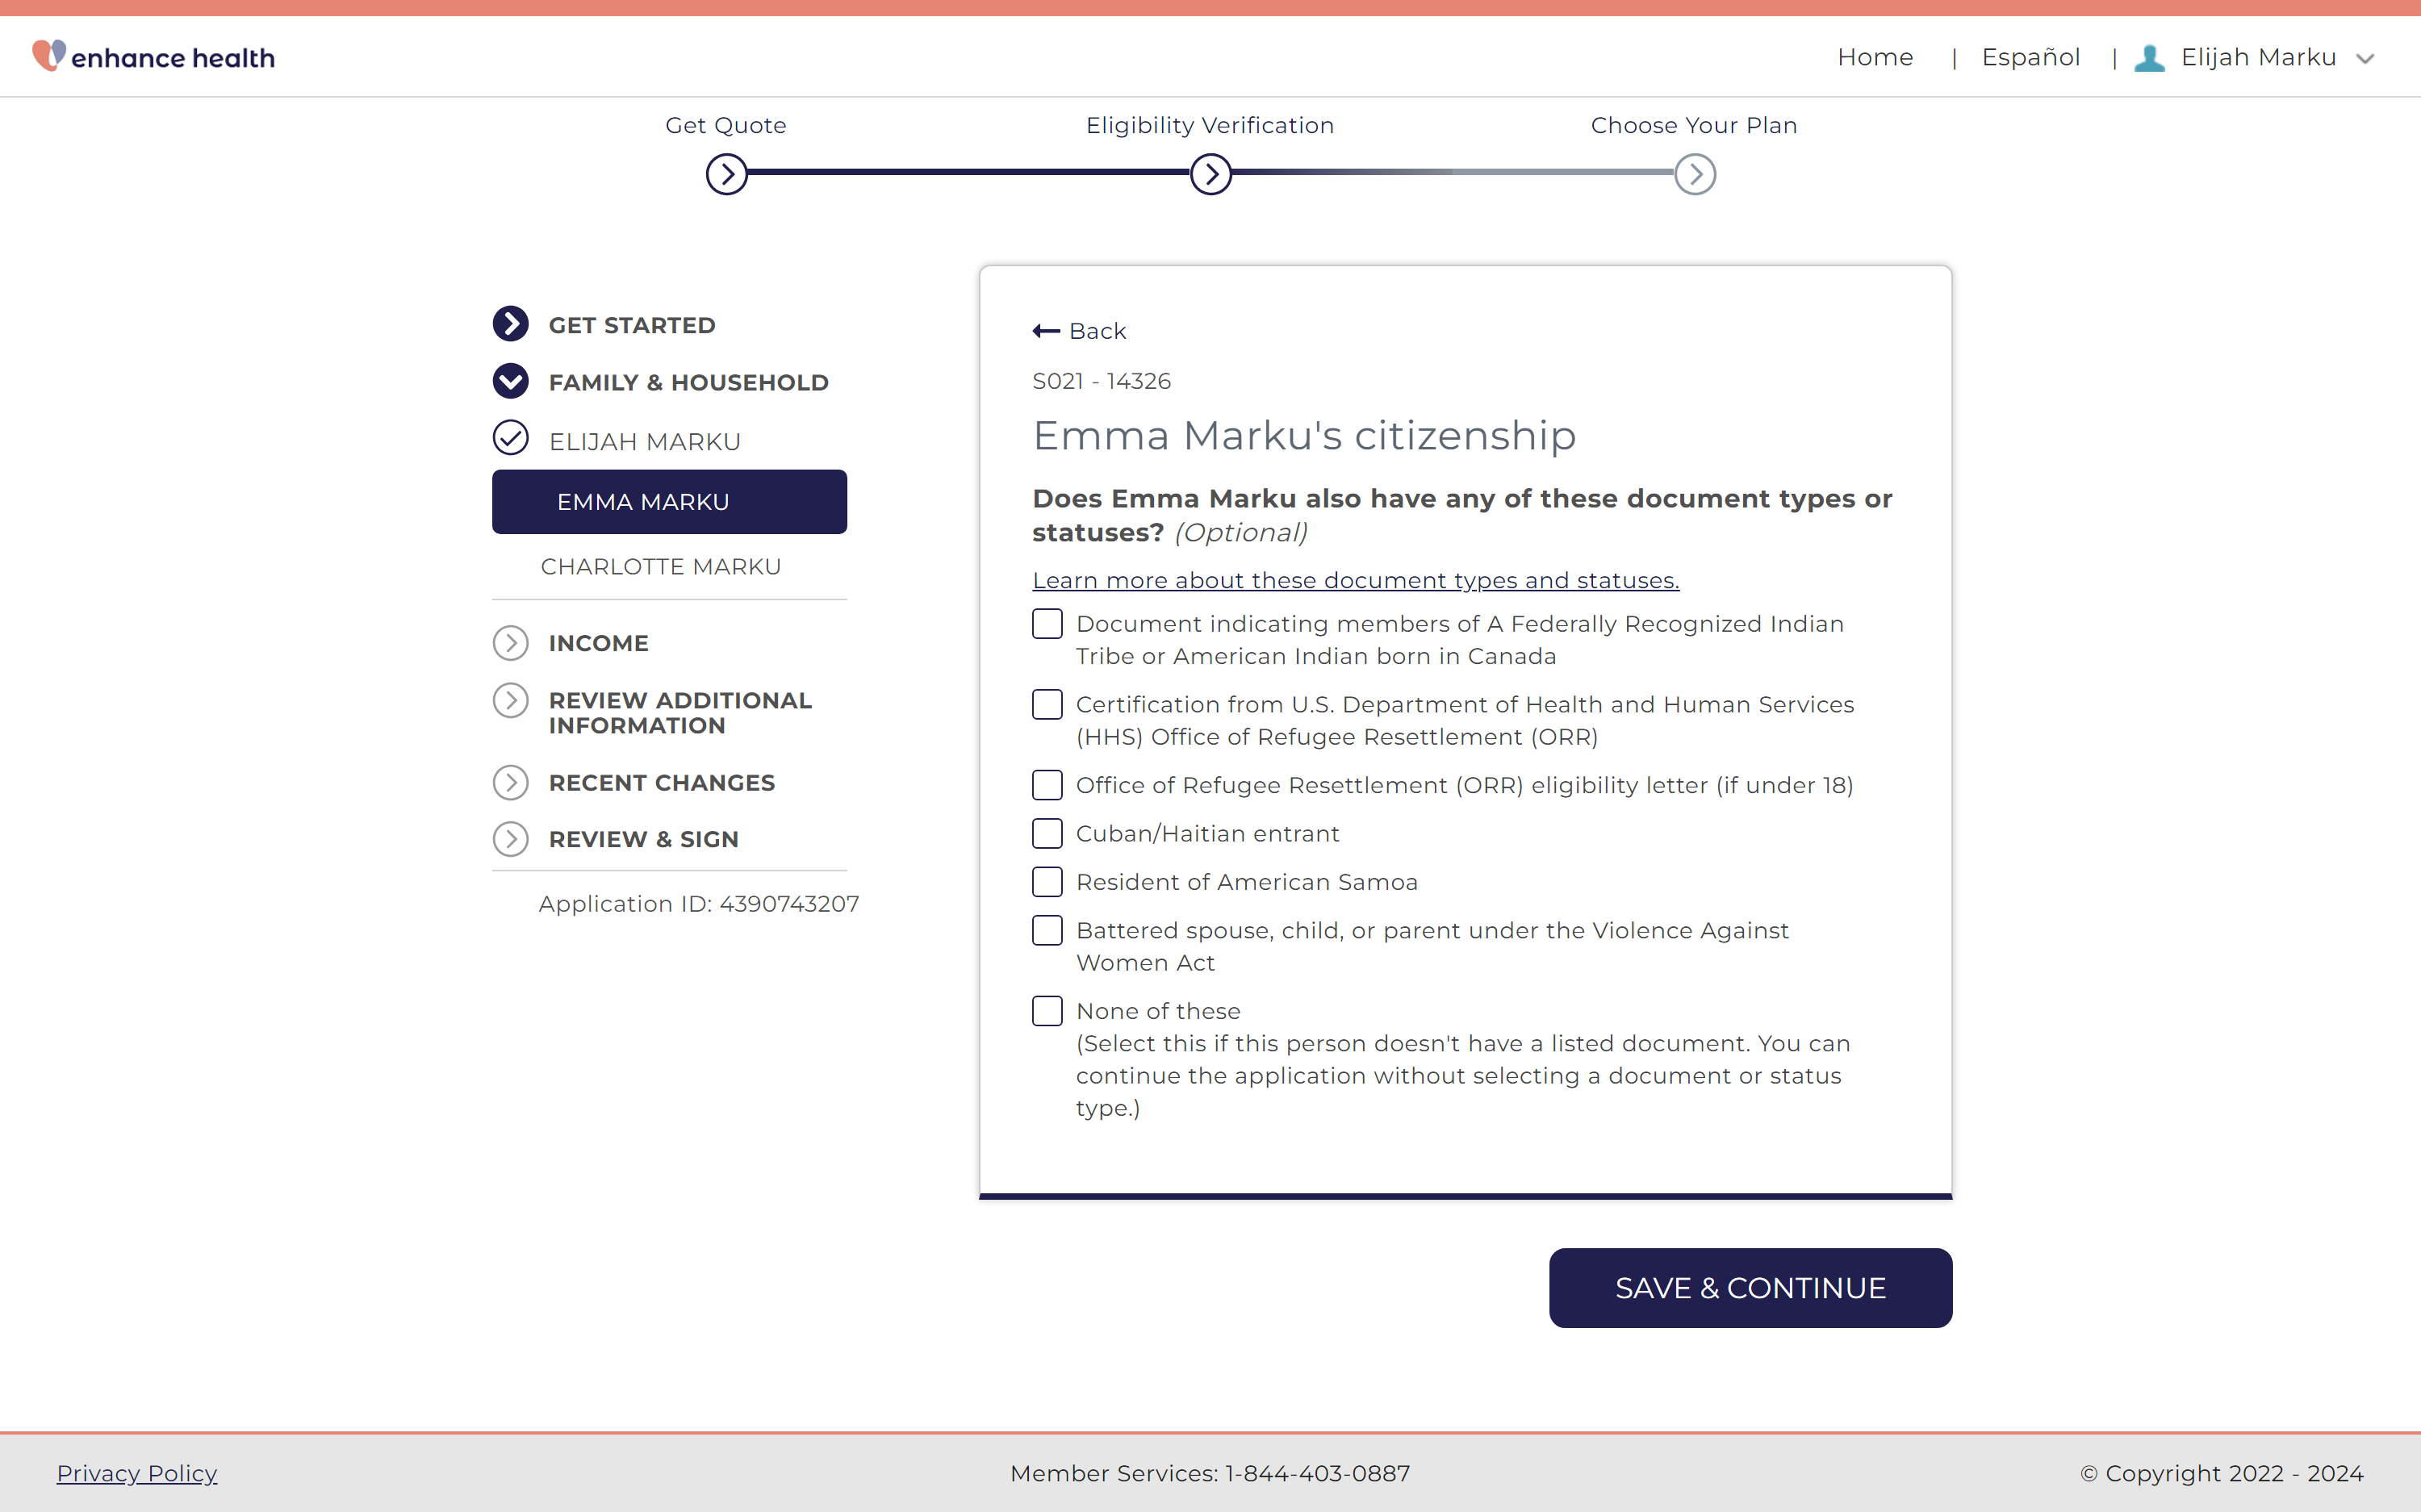 enhance health
Home | Español | Elijah Marku
Get Quote
Eligibility Verification
Choose Your Plan
GET STARTED
FAMILY & HOUSEHOLD
ELIJAH MARKU
EMMA MARKU
CHARLOTTE MARKU
INCOME
REVIEW ADDITIONAL
INFORMATION
RECENT CHANGES
REVIEW & SIGN
Application ID: 4390743207
Back
S021 - 14326
Emma Marku's citizenship
Does Emma Marku also have any of these document types or
statuses? (Optional)
Learn more about these document types and statuses.
Document indicating members of A Federally Recognized Indian
Tribe or American Indian born in Canada
Certification from U.S. Department of Health and Human Services
(HHS) Office of Refugee Resettlement (ORR)
Office of Refugee Resettlement (ORR) eligibility letter (if under 18)
Cuban/Haitian entrant
Resident of American Samoa
Battered spouse, child, or parent under the Violence Against
Women Act
None of these
(Select this if this person doesn't have a listed document. You can
continue the application without selecting a document or status
type.)
SAVE & CONTINUE
Privacy Policy
Member Services: 1-844-403-0887
© Copyright 2022 - 2024